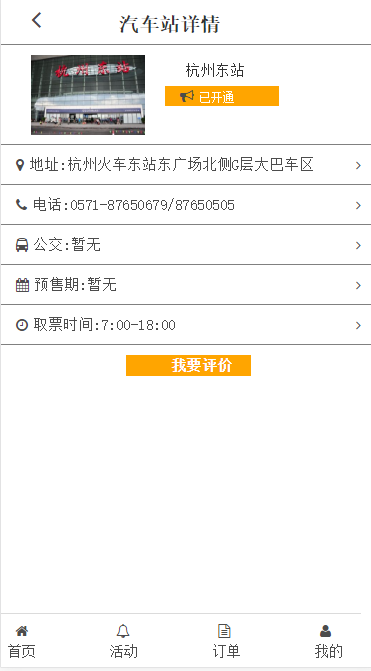 汽车站详情
杭州东站
杭州东站
已开通
地址:杭州火车东站东广场北侧G层大巴车区
电话:0571-87650679/87650505
公交:暂无
预售期:暂无
取票时间:7:00-18:00
我要评价
首页
活动
订单
我的